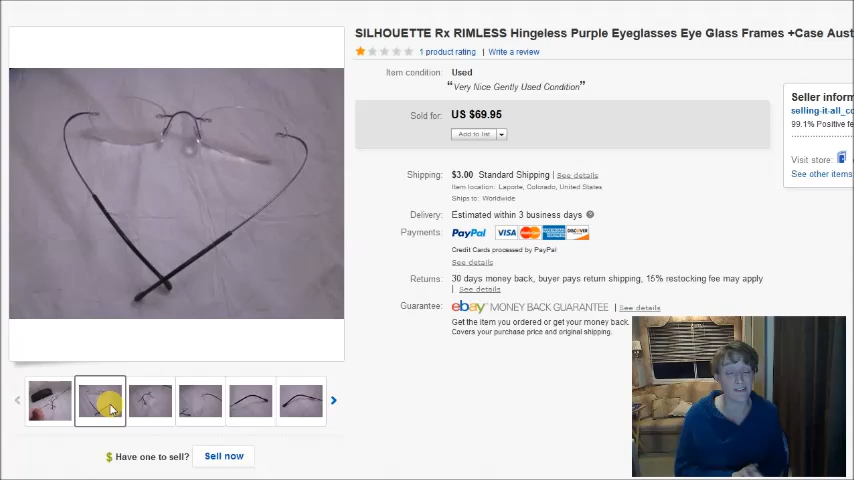 SILHOUETTE Rx RIMLESS Hingeless Purple Eyeglasses Eye Glass Frames +Case Aust
1 product rating | Write a review
Item condition: Used
“Very Nice Gently Used Condition”
Sold for: US $69.95
Add to list
Seller inform
selling-it-all_co
99.1% Positive fe
Visit store:
See other items
Shipping: $3.00 Standard Shipping | See details
Item location: Laporte, Colorado, United States
Ships to: Worldwide
Delivery: Estimated within 3 business days
Payments: PayPal VISA MasterCard DISCOVER
Credit Cards processed by PayPal
See details
Returns: 30 days money back, buyer pays return shipping, 15% restocking fee may apply
| See details
Guarantee: ebay MONEY BACK GUARANTEE | See details
Get the item you ordered or get your money back.
Covers your purchase price and original shipping.
$ Have one to sell? Sell now